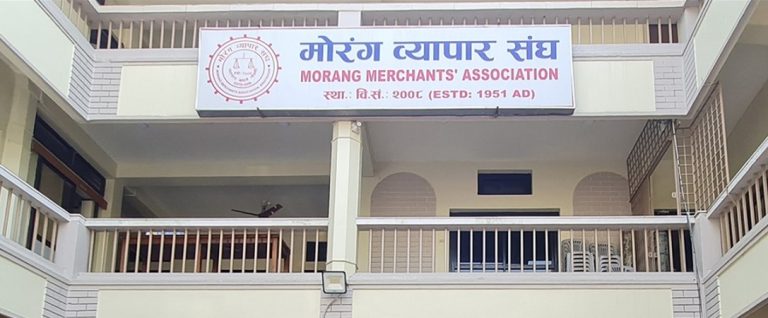 मोरंग व्यापार संघ
MORANG MERCHANTS' ASSOCIATION
स्था.: वि.सं.: २००८ (ESTD: 1951 AD)
मोरंग व्यापार संघ